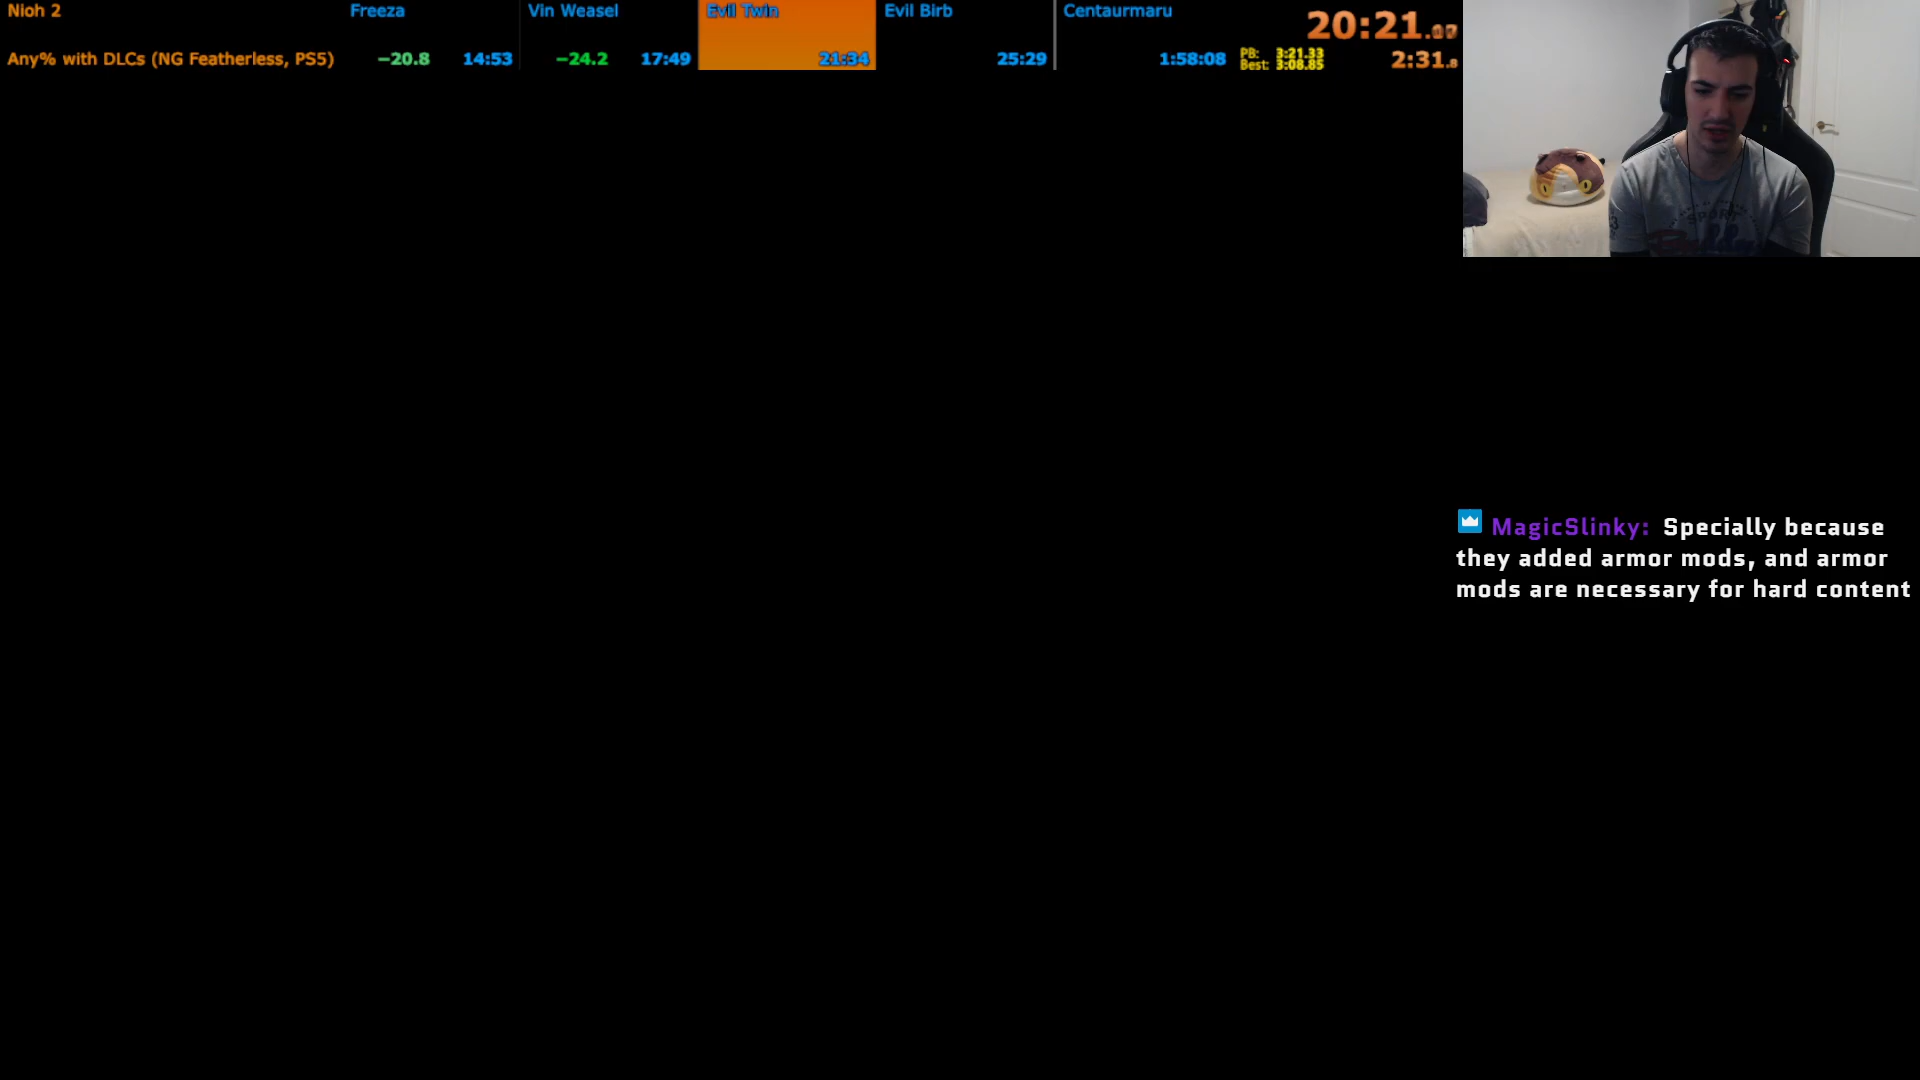 Nioh 2
Any% with DLCs (NG Featherless, PS5)
Freeza
−20.8 14:53
Vin Weasel
−24.2 17:49
Evil Twin
21:34
Evil Birb
25:29
Centaurmaru
1:58:08
20:21.07
PB: 3:21.33
Best: 3:08.85
2:31.8
SPORT
MagicSlinky: Specially because
they added armor mods, and armor
mods are necessary for hard content